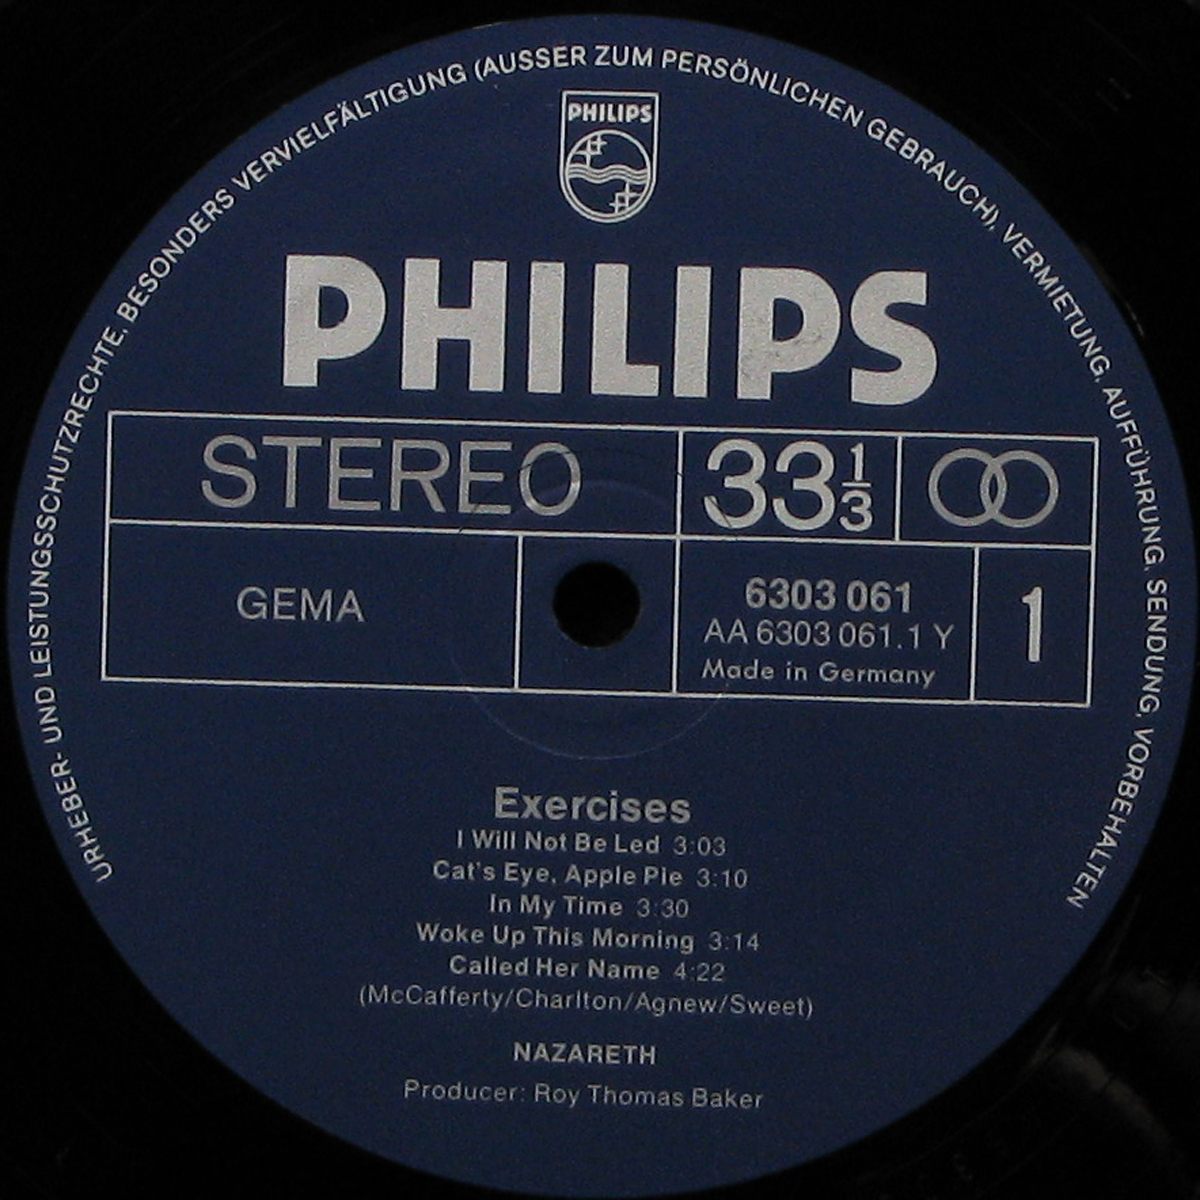 URHEBER- UND LEISTUNGSSCHUTZRECHTE, BESONDERS VERVIELFÄLTIGUNG (AUSSER ZUM PERSÖNLICHEN GEBRAUCH), VERMIETUNG, AUFFÜHRUNG, SENDUNG, VORBEHALTEN
PHILIPS
PHILIPS
STEREO 33 1/3
GEMA
6303 061
AA 6303 061.1 Y
Made in Germany
1
Exercises
I Will Not Be Led 3:03
Cat's Eye, Apple Pie 3:10
In My Time 3:30
Woke Up This Morning 3:14
Called Her Name 4:22
(McCafferty/Charlton/Agnew/Sweet)
NAZARETH
Producer: Roy Thomas Baker